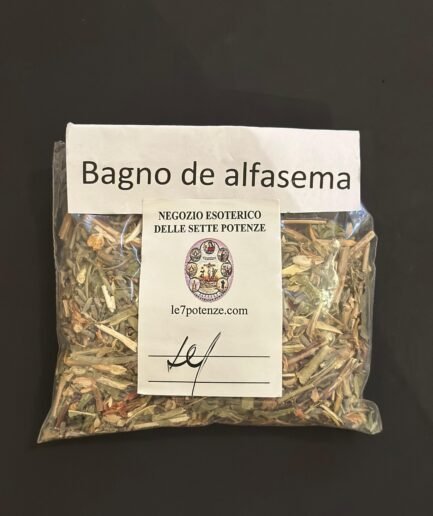 Bagno de alfasema
NEGOZIO ESOTERICO
DELLE SETTE POTENZE
le7potenze.com